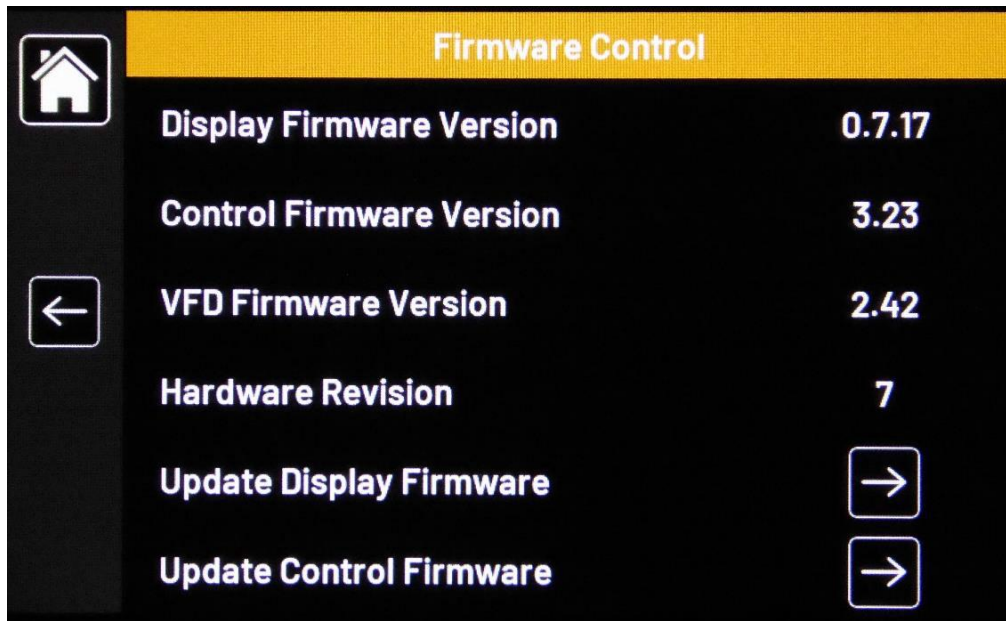 Firmware Control
Display Firmware Version 0.7.17
Control Firmware Version 3.23
VFD Firmware Version 2.42
Hardware Revision 7
Update Display Firmware
Update Control Firmware